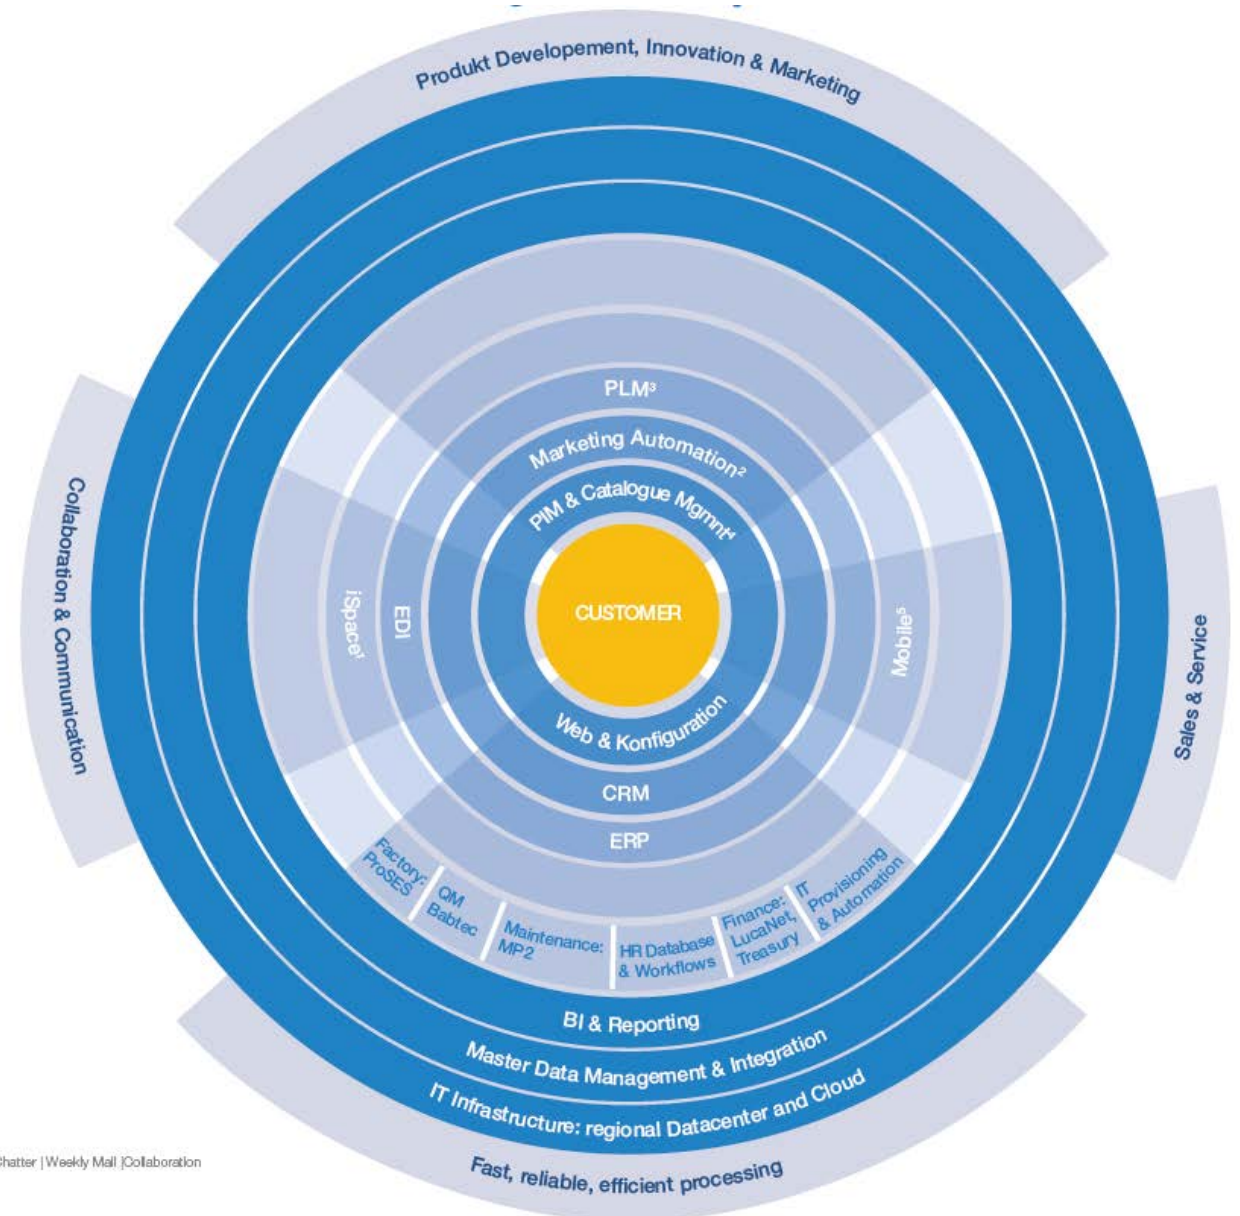 Produkt Developement, Innovation & Marketing
PLM³
Marketing Automation²
PIM & Catalogue Mgmnt⁴
Collaboration & Communication
iSpace¹
EDI
CUSTOMER
Mobile⁵
Sales & Service
Web & Konfiguration
CRM
ERP
Factory:
ProSES
QM
Babtec
Maintenance:
MP2
HR Database
& Workflows
Finance:
LucaNet,
Treasury
IT
Provisioning
& Automation
BI & Reporting
Master Data Management & Integration
IT Infrastructure: regional Datacenter and Cloud
Fast, reliable, efficient processing
| Weekly Mail |Collaboration